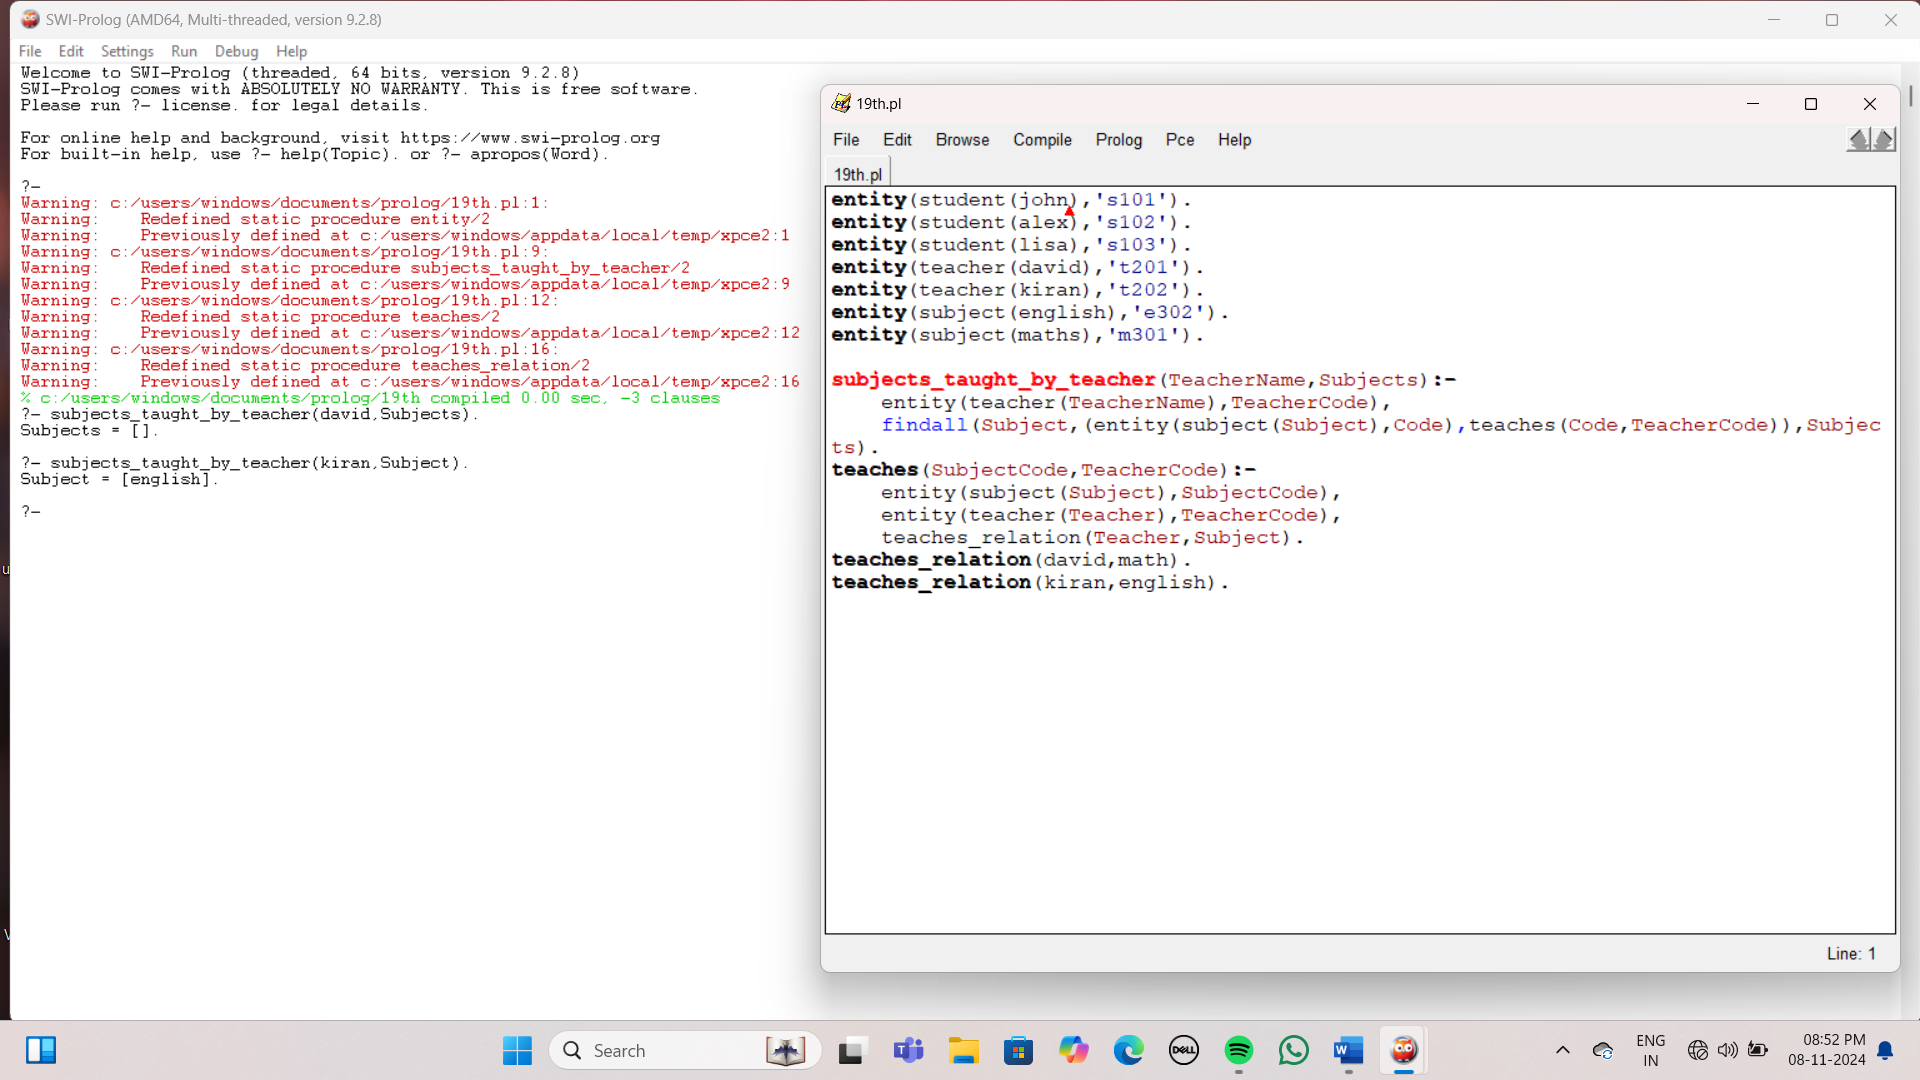 SWI-Prolog (AMD64, Multi-threaded, version 9.2.8)
File Edit Settings Run Debug Help
Welcome to SWI-Prolog (threaded, 64 bits, version 9.2.8)
SWI-Prolog comes with ABSOLUTELY NO WARRANTY. This is free software.
Please run ?- license. for legal details.
For online help and background, visit https://www.swi-prolog.org
For built-in help, use ?- help(Topic). or ?- apropos(Word).
?-
Warning: c:/users/windows/documents/prolog/19th.pl:1:
Warning:    Redefined static procedure entity/2
Warning:    Previously defined at c:/users/windows/appdata/local/temp/xpce2:1
Warning: c:/users/windows/documents/prolog/19th.pl:9:
Warning:    Redefined static procedure subjects_taught_by_teacher/2
Warning:    Previously defined at c:/users/windows/appdata/local/temp/xpce2:9
Warning: c:/users/windows/documents/prolog/19th.pl:12:
Warning:    Redefined static procedure teaches/2
Warning:    Previously defined at c:/users/windows/appdata/local/temp/xpce2:12
Warning: c:/users/windows/documents/prolog/19th.pl:16:
Warning:    Redefined static procedure teaches_relation/2
Warning:    Previously defined at c:/users/windows/appdata/local/temp/xpce2:16
% c:/users/windows/documents/prolog/19th compiled 0.00 sec, -3 clauses
?- subjects_taught_by_teacher(david,Subjects).
Subjects = [].
?- subjects_taught_by_teacher(kiran,Subject).
Subject = [english].
?-
19th.pl
File Edit Browse Compile Prolog Pce Help
19th.pl
entity(student(john),'s101').
entity(student(alex),'s102').
entity(student(lisa),'s103').
entity(teacher(david),'t201').
entity(teacher(kiran),'t202').
entity(subject(english),'e302').
entity(subject(maths),'m301').
subjects_taught_by_teacher(TeacherName,Subjects):-
    entity(teacher(TeacherName),TeacherCode),
    findall(Subject,(entity(subject(Subject),Code),teaches(Code,TeacherCode)),Subjec
ts).
teaches(SubjectCode,TeacherCode):-
    entity(subject(Subject),SubjectCode),
    entity(teacher(Teacher),TeacherCode),
    teaches_relation(Teacher,Subject).
teaches_relation(david,math).
teaches_relation(kiran,english).
Line: 1
Search
DELL
ENG
IN
08:52 PM
08-11-2024